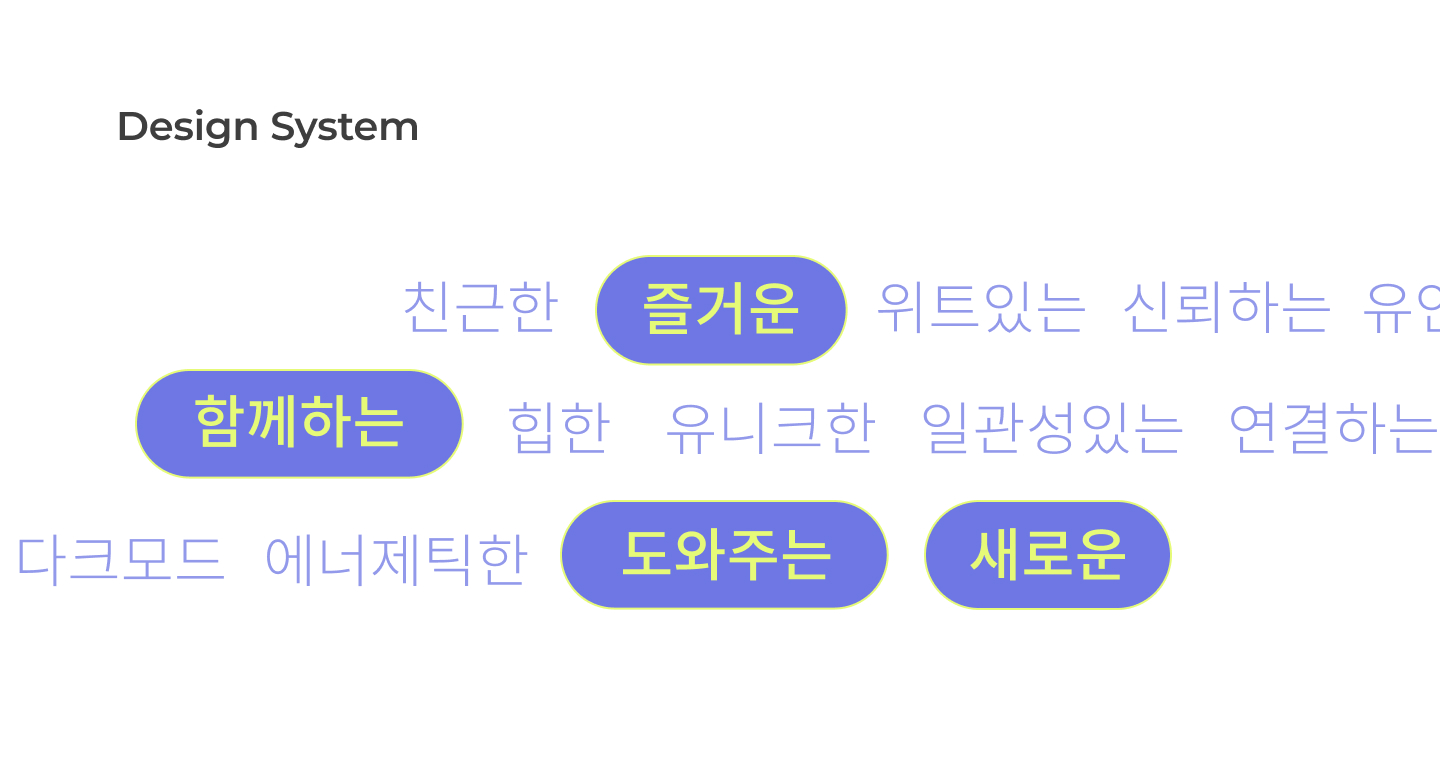 Design System
친근한 즐거운 위트있는 신뢰하는
함께하는 힙한 유니크한 일관성있는 연결하는
다크모드 에너제틱한 도와주는 새로운